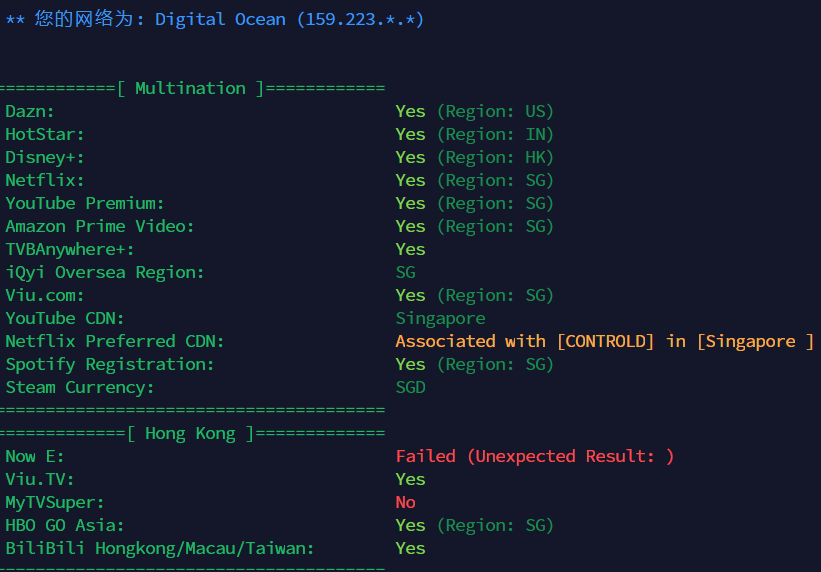 ** 您的网络为: Digital Ocean (159.223.*.*)
============[ Multination ]============
Dazn: Yes (Region: US)
HotStar: Yes (Region: IN)
Disney+: Yes (Region: HK)
Netflix: Yes (Region: SG)
YouTube Premium: Yes (Region: SG)
Amazon Prime Video: Yes (Region: SG)
TVBAnywhere+: Yes
iQyi Oversea Region: SG
Viu.com: Yes (Region: SG)
YouTube CDN: Singapore
Netflix Preferred CDN: Associated with [CONTROLD] in [Singapore ]
Spotify Registration: Yes (Region: SG)
Steam Currency: SGD
=======================================
=============[ Hong Kong ]=============
Now E: Failed (Unexpected Result: )
Viu.TV: Yes
MyTVSuper: No
HBO GO Asia: Yes (Region: SG)
BiliBili Hongkong/Macau/Taiwan: Yes
=======================================